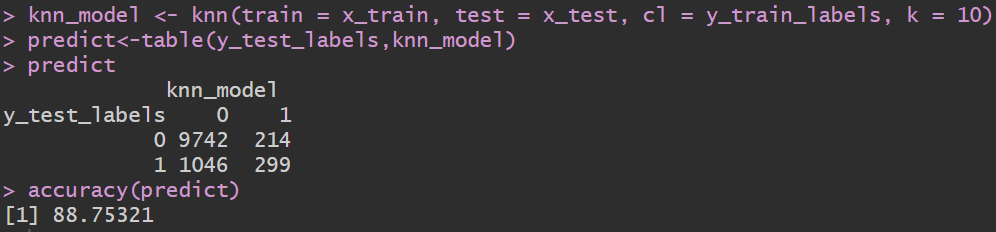 > knn_model <- knn(train = x_train, test = x_test, cl = y_train_labels, k = 10)
> predict<-table(y_test_labels,knn_model)
> predict
             knn_model
y_test_labels    0    1
            0 9742  214
            1 1046  299
> accuracy(predict)
[1] 88.75321